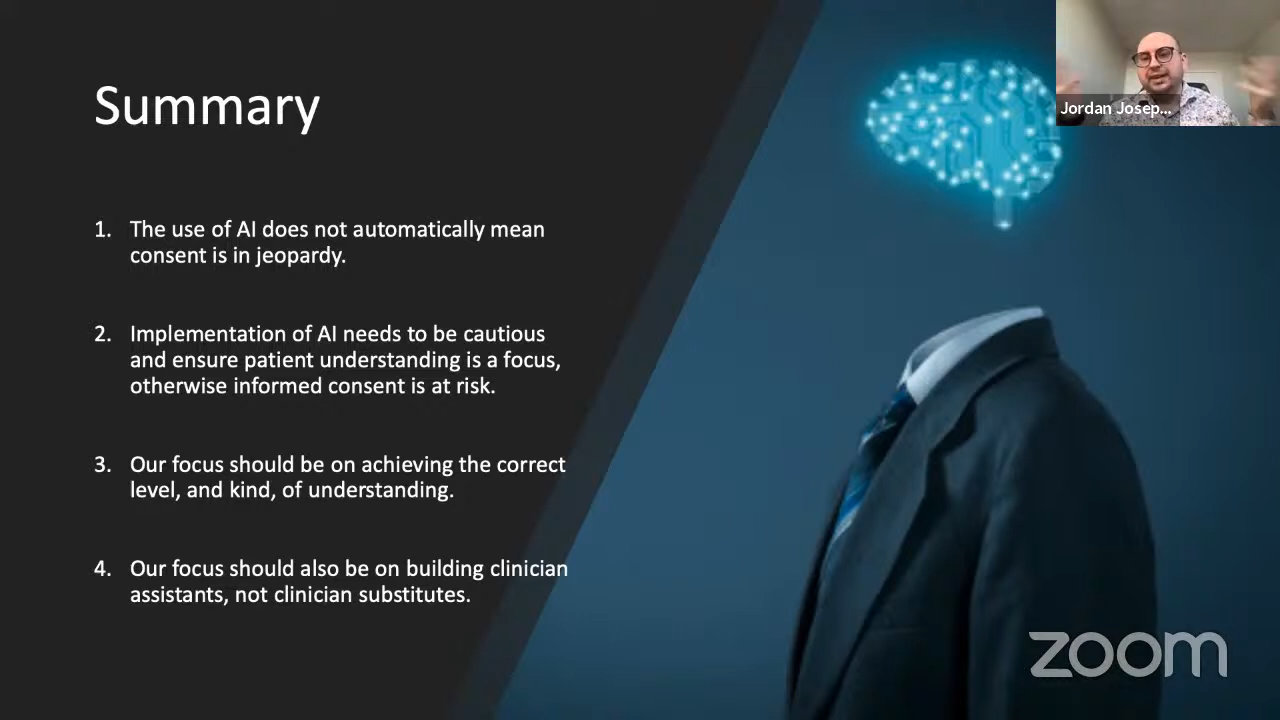 Summary
1. The use of AI does not automatically mean
consent is in jeopardy.
2. Implementation of AI needs to be cautious
and ensure patient understanding is a focus,
otherwise informed consent is at risk.
3. Our focus should be on achieving the correct
level, and kind, of understanding.
4. Our focus should also be on building clinician
assistants, not clinician substitutes.
Jordan Josep...
zoom